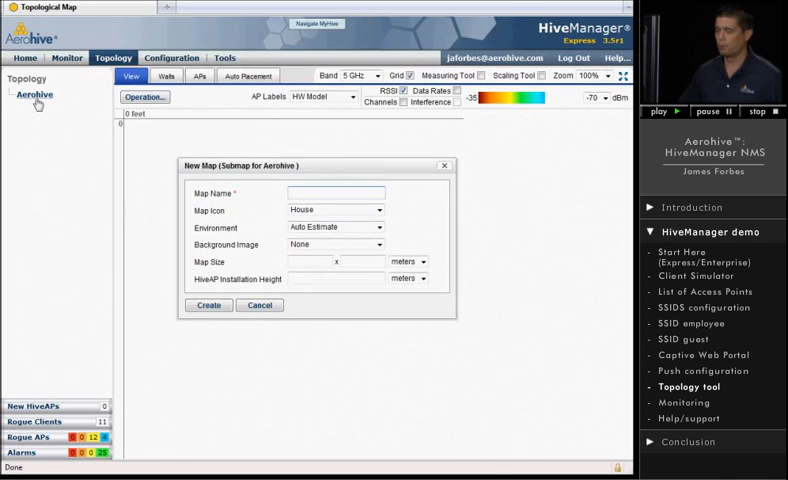 Topological Map
Aerohive
NETWORKS
Navigate MyHive
HiveManager®
Express 3.5r1
Home Monitor Topology Configuration Tools
jaforbes@aerohive.com Log Out Help...
Topology
Aerohive
View Walls APs Auto Placement
Band 5 GHz Grid Measuring Tool Scaling Tool Zoom 100%
Operation...
AP Labels HW Model
RSSI Data Rates
Channels Interference
-35 -70 dBm
0 feet
0
New Map (Submap for Aerohive )
Map Name *
Map Icon House
Environment Auto Estimate
Background Image None
Map Size x meters
HiveAP Installation Height meters
Create Cancel
New HiveAPs 0
Rogue Clients 11
Rogue APs 0 0 12 4
Alarms 0 0 0 25
Done
play pause stop
Aerohive™:
HiveManager NMS
James Forbes
Introduction
HiveManager demo
- Start Here
(Express/Enterprise)
- Client Simulator
- List of Access Points
- SSIDS configuration
- SSID employee
- SSID guest
- Captive Web Portal
- Push configuration
- Topology tool
- Monitoring
- Help/support
Conclusion